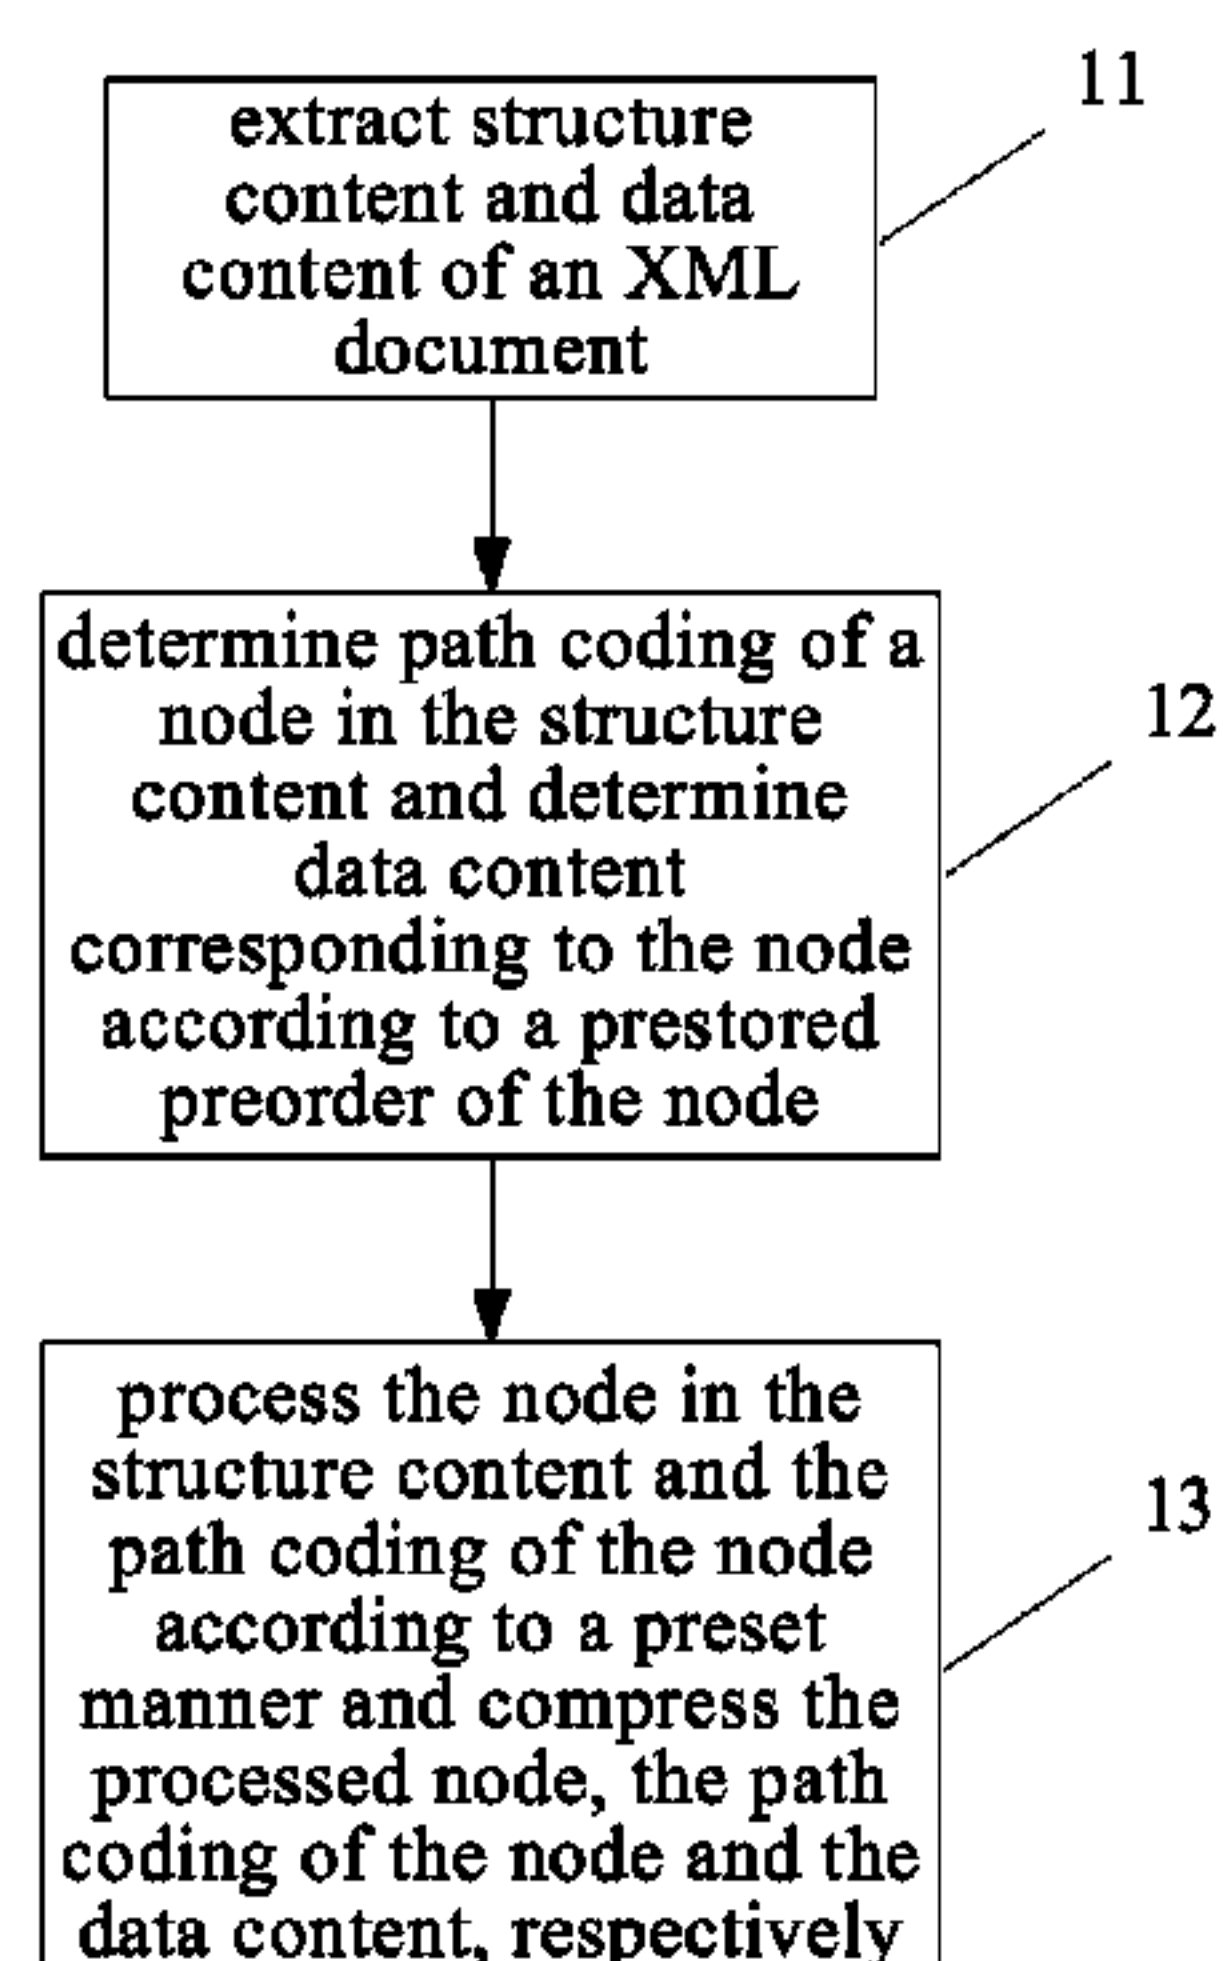 11
extract structure
content and data
content of an XML
document
12
determine path coding of a
node in the structure
content and determine
data content
corresponding to the node
according to a prestored
preorder of the node
13
process the node in the
structure content and the
path coding of the node
according to a preset
manner and compress the
processed node, the path
coding of the node and the
data content, respectively